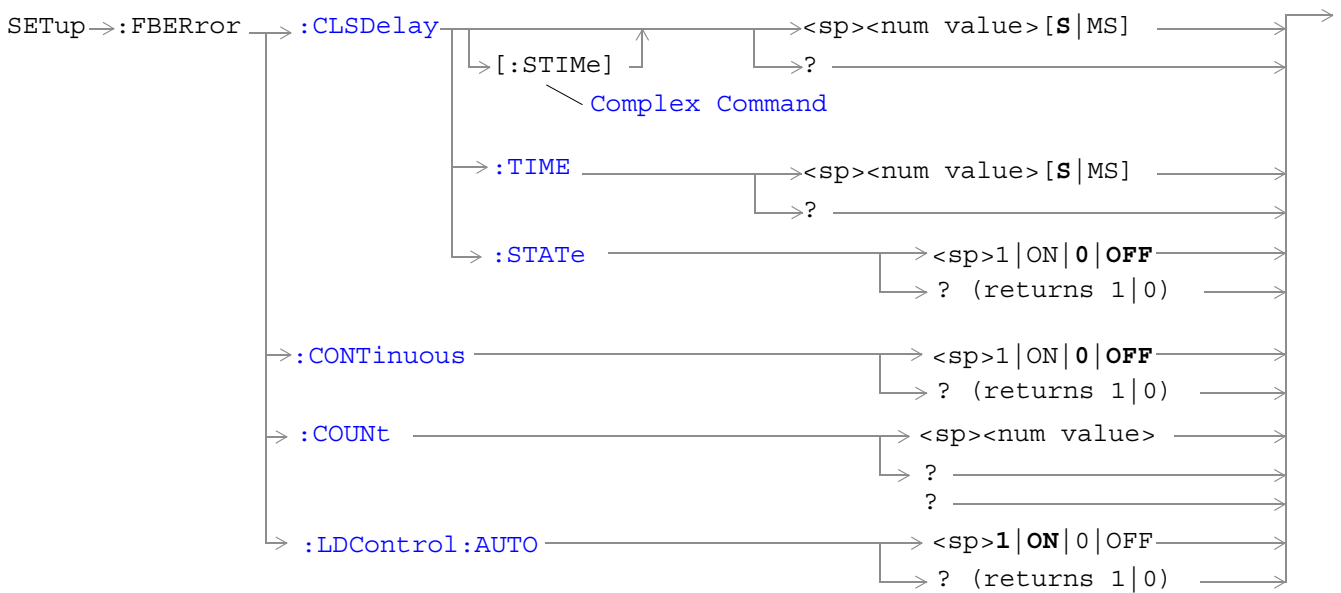 SETup :FBERror :CLSDelay <sp><num value>[S|MS]
[:STIMe] ?
Complex Command
:TIME <sp><num value>[S|MS]
?
:STATe <sp>1|ON|0|OFF
? (returns 1|0)
:CONTinuous <sp>1|ON|0|OFF
? (returns 1|0)
:COUNt <sp><num value>
?
?
:LDControl:AUTO <sp>1|ON|0|OFF
? (returns 1|0)